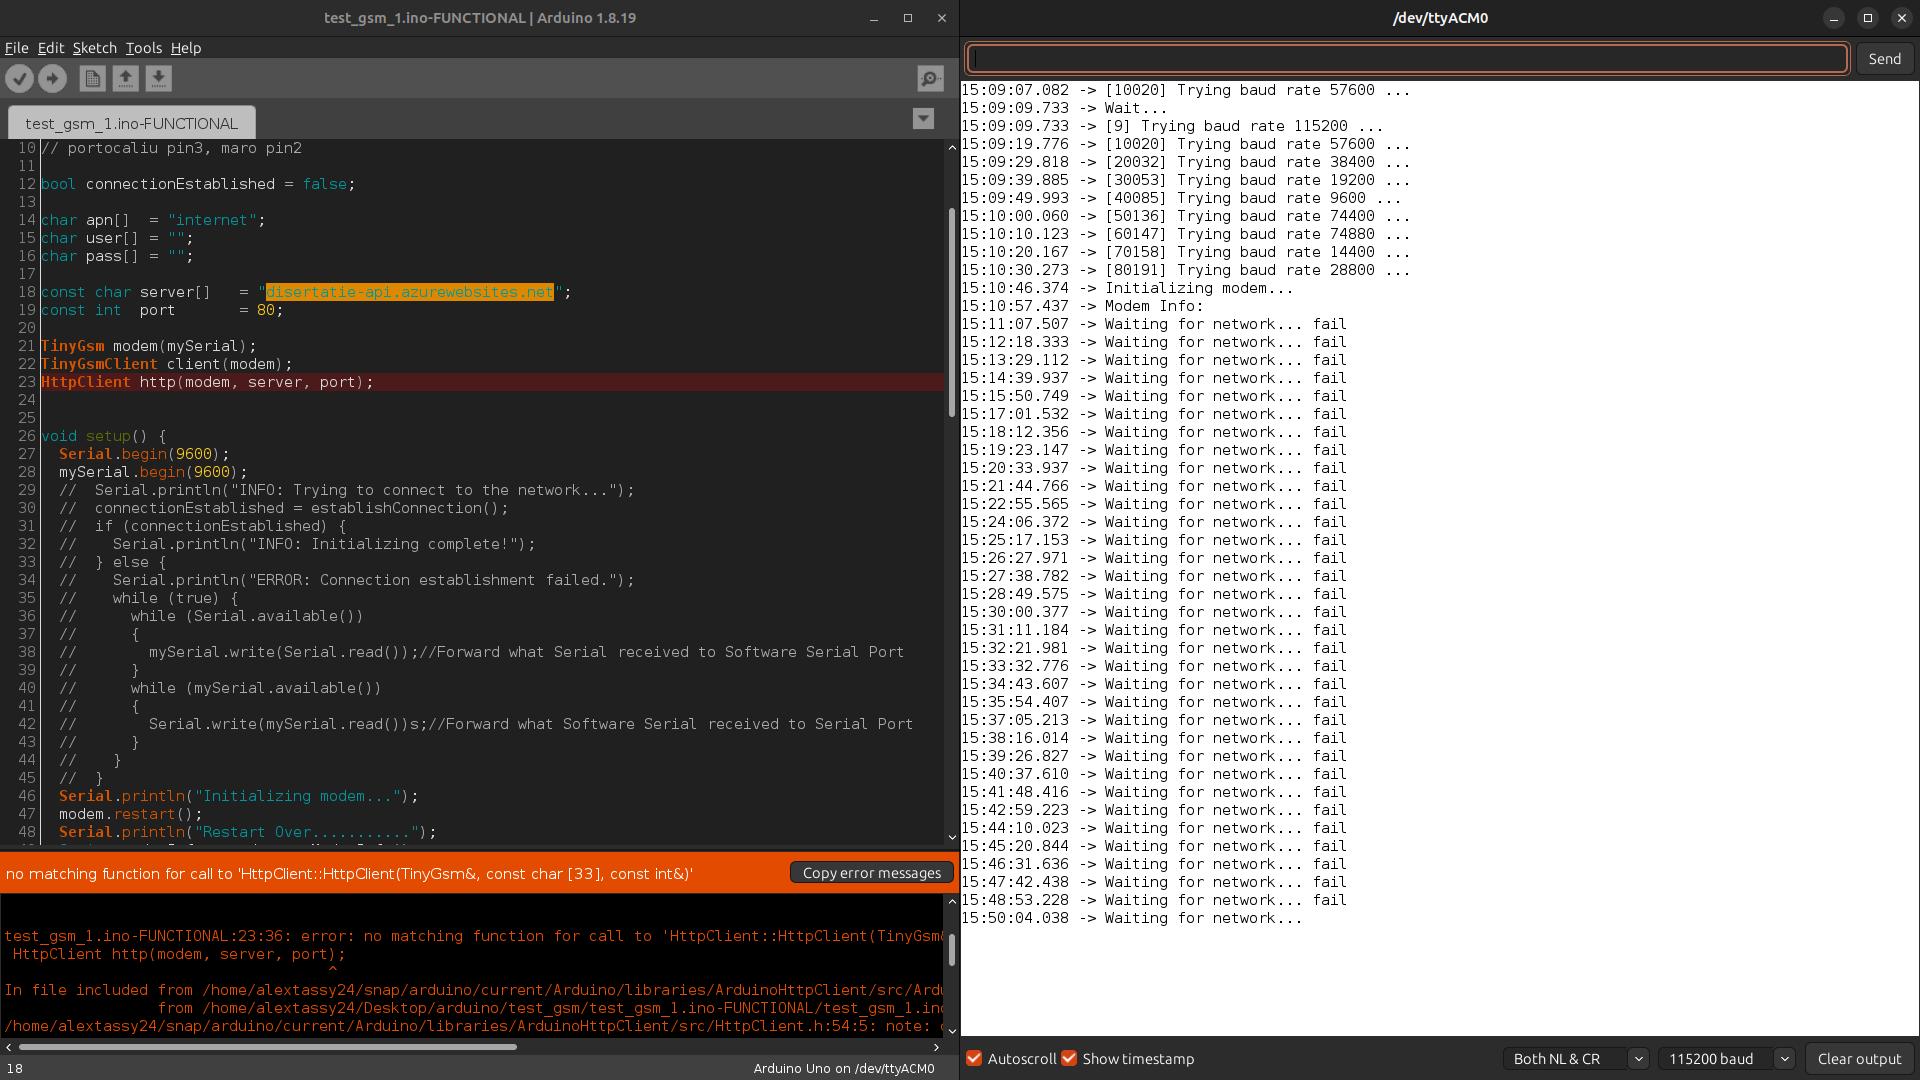 test_gsm_1.ino-FUNCTIONAL | Arduino 1.8.19
File Edit Sketch Tools Help
test_gsm_1.ino-FUNCTIONAL
10 // portocaliu pin3, maro pin2
11
12 bool connectionEstablished = false;
13
14 char apn[]  = "internet";
15 char user[] = "";
16 char pass[] = "";
17
18 const char server[]   = "disertatie-api.azurewebsites.net";
19 const int  port       = 80;
20
21 TinyGsm modem(mySerial);
22 TinyGsmClient client(modem);
23 HttpClient http(modem, server, port);
24
25
26 void setup() {
27   Serial.begin(9600);
28   mySerial.begin(9600);
29   //  Serial.println("INFO: Trying to connect to the network...");
30   //  connectionEstablished = establishConnection();
31   //  if (connectionEstablished) {
32   //    Serial.println("INFO: Initializing complete!");
33   //  } else {
34   //    Serial.println("ERROR: Connection establishment failed.");
35   //    while (true) {
36   //      while (Serial.available())
37   //      {
38   //        mySerial.write(Serial.read());//Forward what Serial received to Software Serial Port
39   //      }
40   //      while (mySerial.available())
41   //      {
42   //        Serial.write(mySerial.read())s;//Forward what Software Serial received to Serial Port
43   //      }
44   //    }
45   //  }
46   Serial.println("Initializing modem...");
47   modem.restart();
48   Serial.println("Restart Over...........");
no matching function for call to 'HttpClient::HttpClient(TinyGsm&, const char [33], const int&)'
Copy error messages
test_gsm_1.ino-FUNCTIONAL:23:36: error: no matching function for call to 'HttpClient::HttpClient(TinyGsm&
 HttpClient http(modem, server, port);
                                    ^
In file included from /home/alextassy24/snap/arduino/current/Arduino/libraries/ArduinoHttpClient/src/Ardu
                 from /home/alextassy24/Desktop/arduino/test_gsm/test_gsm_1.ino-FUNCTIONAL/test_gsm_1.ino
/home/alextassy24/snap/arduino/current/Arduino/libraries/ArduinoHttpClient/src/HttpClient.h:54:5: note:
18
Arduino Uno on /dev/ttyACM0
/dev/ttyACM0
Send
15:09:07.082 -> [10020] Trying baud rate 57600 ...
15:09:09.733 -> Wait...
15:09:09.733 -> [9] Trying baud rate 115200 ...
15:09:19.776 -> [10020] Trying baud rate 57600 ...
15:09:29.818 -> [20032] Trying baud rate 38400 ...
15:09:39.885 -> [30053] Trying baud rate 19200 ...
15:09:49.993 -> [40085] Trying baud rate 9600 ...
15:10:00.060 -> [50136] Trying baud rate 74400 ...
15:10:10.123 -> [60147] Trying baud rate 74880 ...
15:10:20.167 -> [70158] Trying baud rate 14400 ...
15:10:30.273 -> [80191] Trying baud rate 28800 ...
15:10:46.374 -> Initializing modem...
15:10:57.437 -> Modem Info:
15:11:07.507 -> Waiting for network... fail
15:12:18.333 -> Waiting for network... fail
15:13:29.112 -> Waiting for network... fail
15:14:39.937 -> Waiting for network... fail
15:15:50.749 -> Waiting for network... fail
15:17:01.532 -> Waiting for network... fail
15:18:12.356 -> Waiting for network... fail
15:19:23.147 -> Waiting for network... fail
15:20:33.937 -> Waiting for network... fail
15:21:44.766 -> Waiting for network... fail
15:22:55.565 -> Waiting for network... fail
15:24:06.372 -> Waiting for network... fail
15:25:17.153 -> Waiting for network... fail
15:26:27.971 -> Waiting for network... fail
15:27:38.782 -> Waiting for network... fail
15:28:49.575 -> Waiting for network... fail
15:30:00.377 -> Waiting for network... fail
15:31:11.184 -> Waiting for network... fail
15:32:21.981 -> Waiting for network... fail
15:33:32.776 -> Waiting for network... fail
15:34:43.607 -> Waiting for network... fail
15:35:54.407 -> Waiting for network... fail
15:37:05.213 -> Waiting for network... fail
15:38:16.014 -> Waiting for network... fail
15:39:26.827 -> Waiting for network... fail
15:40:37.610 -> Waiting for network... fail
15:41:48.416 -> Waiting for network... fail
15:42:59.223 -> Waiting for network... fail
15:44:10.023 -> Waiting for network... fail
15:45:20.844 -> Waiting for network... fail
15:46:31.636 -> Waiting for network... fail
15:47:42.438 -> Waiting for network... fail
15:48:53.228 -> Waiting for network... fail
15:50:04.038 -> Waiting for network...
Autoscroll Show timestamp
Both NL & CR
115200 baud
Clear output